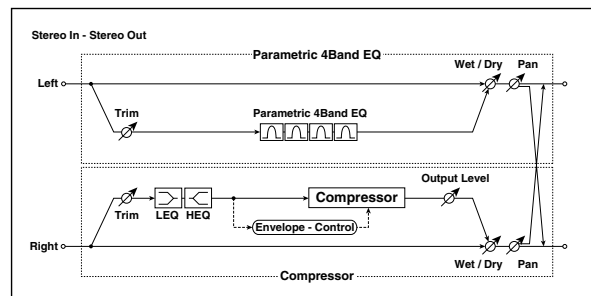 Stereo In - Stereo Out
Parametric 4Band EQ
Wet / Dry Pan
Left
Trim
Parametric 4Band EQ
Output Level
Compressor
Trim
LEQ HEQ
Envelope - Control
Right
Wet / Dry Pan
Compressor